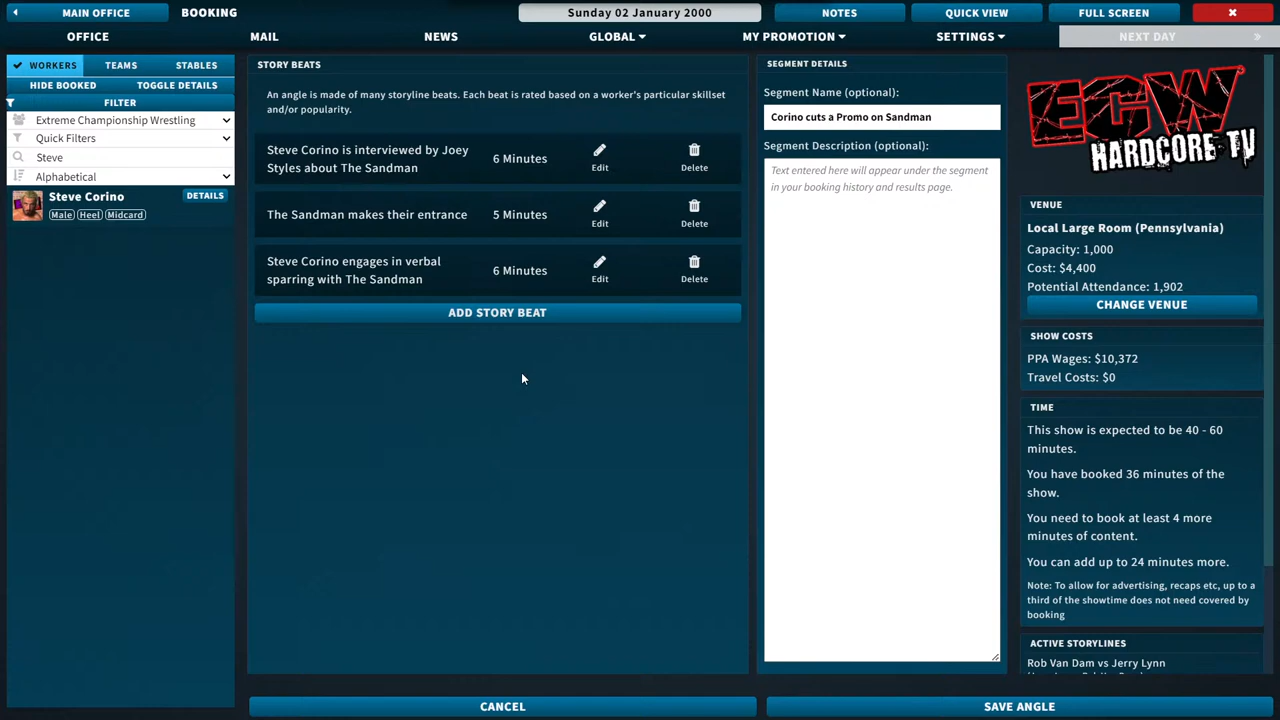 MAIN OFFICE
BOOKING
Sunday 02 January 2000
NOTES
QUICK VIEW
FULL SCREEN
OFFICE
MAIL
NEWS
GLOBAL
MY PROMOTION
SETTINGS
NEXT DAY
WORKERS
TEAMS
STABLES
HIDE BOOKED
TOGGLE DETAILS
FILTER
Extreme Championship Wrestling
Quick Filters
Steve
Alphabetical
Steve Corino
DETAILS
Male
Heel
Midcard
STORY BEATS
An angle is made of many storyline beats. Each beat is rated based on a worker's particular skillset
and/or popularity.
Steve Corino is interviewed by Joey
Styles about The Sandman
6 Minutes
Edit
Delete
The Sandman makes their entrance
5 Minutes
Edit
Delete
Steve Corino engages in verbal
sparring with The Sandman
6 Minutes
Edit
Delete
ADD STORY BEAT
SEGMENT DETAILS
Segment Name (optional):
Corino cuts a Promo on Sandman
Segment Description (optional):
Text entered here will appear under the segment
in your booking history and results page.
ECW
HARDCORE TV
VENUE
Local Large Room (Pennsylvania)
Capacity: 1,000
Cost: $4,400
Potential Attendance: 1,902
CHANGE VENUE
SHOW COSTS
PPA Wages: $10,372
Travel Costs: $0
TIME
This show is expected to be 40 - 60
minutes.
You have booked 36 minutes of the
show.
You need to book at least 4 more
minutes of content.
You can add up to 24 minutes more.
Note: To allow for advertising, recaps etc, up to a
third of the showtime does not need covered by
booking
ACTIVE STORYLINES
Rob Van Dam vs Jerry Lynn
CANCEL
SAVE ANGLE